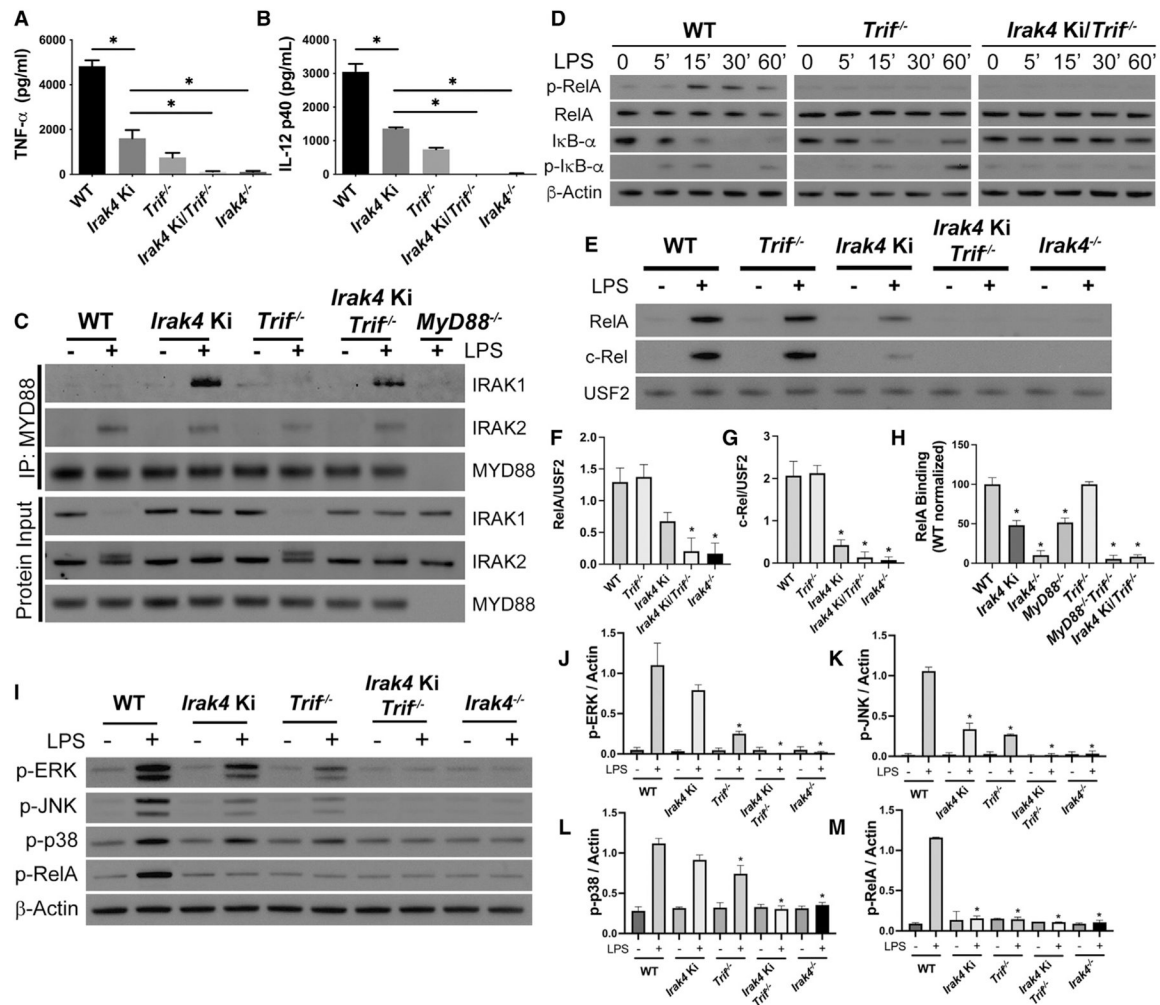 A
TNF-α (pg/ml)
6000
4000
2000
0
*
*
*
WT
Irak4 Ki
Trif-/-
Irak4 Ki/Trif-/-
Irak4-/-
B
IL-12 p40 (pg/mL)
4000
3000
2000
1000
0
*
*
*
WT
Irak4 Ki
Trif-/-
Irak4 Ki/Trif-/-
Irak4-/-
C
WT Irak4 Ki Trif-/- Irak4 Ki Trif-/- MyD88-/-
- + - + - + - + + LPS
IP: MYD88
IRAK1
IRAK2
MYD88
Protein Input
IRAK1
IRAK2
MYD88
D
WT Trif-/- Irak4 Ki/Trif-/-
LPS 0 5' 15' 30' 60' 0 5' 15' 30' 60' 0 5' 15' 30' 60'
p-RelA
RelA
IκB-α
p-IκB-α
β-Actin
E
WT Trif-/- Irak4 Ki Irak4 Ki Trif-/- Irak4-/-
LPS - + - + - + - + - +
RelA
c-Rel
USF2
F
RelA/USF2
2.0
1.5
1.0
0.5
0.0
* *
WT
Trif-/-
Irak4 Ki
Irak4 Ki/Trif-/-
Irak4-/-
G
c-Rel/USF2
3
2
1
0
* * *
WT
Trif-/-
Irak4 Ki
Irak4 Ki/Trif-/-
Irak4-/-
H
RelA Binding
(WT normalized)
100
50
0
* * * * *
WT
Irak4 Ki
Irak4-/-
MyD88-/-
Trif-/-
MyD88-/-Trif-/-
Irak4 Ki/Trif-/-
I
WT Irak4 Ki Trif-/- Irak4 Ki Trif-/- Irak4-/-
LPS - + - + - + - + - +
p-ERK
p-JNK
p-p38
p-RelA
β-Actin
J
p-ERK / Actin
1.5
1.0
0.5
0.0
* * *
LPS - + - + - + - + - +
WT
Irak4 Ki
Trif-/-
Irak4 Ki
Trif-/-
Irak4-/-
K
p-JNK / Actin
1.5
1.0
0.5
0.0
* * * *
LPS - + - + - + - + - +
WT
Irak4 Ki
Trif-/-
Irak4 Ki
Trif-/-
Irak4-/-
L
p-p38 / Actin
1.5
1.0
0.5
0.0
* * *
LPS - + - + - + - + - +
WT
Irak4 Ki
Trif-/-
Irak4 Ki
Trif-/-
Irak4-/-
M
p-RelA / Actin
1.5
1.0
0.5
0.0
* * * *
LPS - + - + - + - + - +
WT
Irak4 Ki
Trif-/-
Irak4 Ki
Trif-/-
Irak4-/-